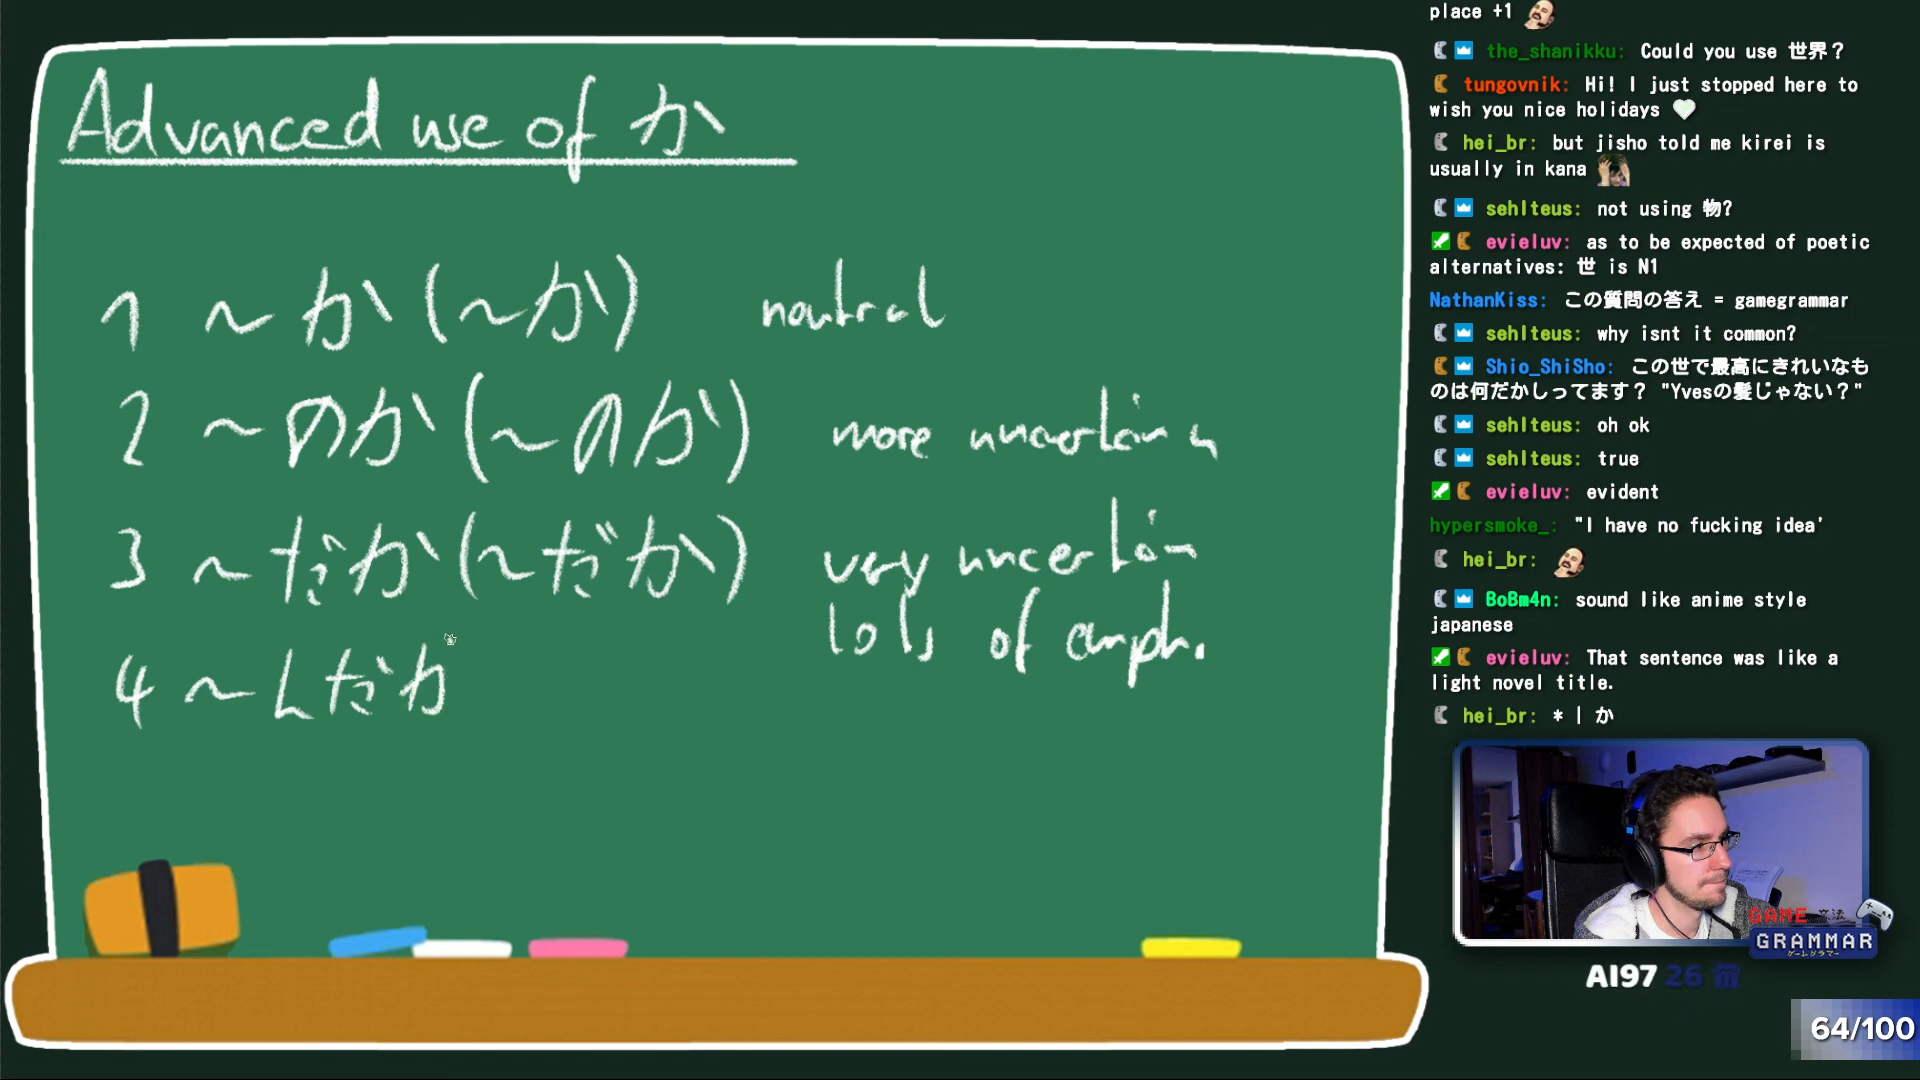 Advanced use of か
1 〜か(〜か) neutral
2 〜のか(〜のか) more uncertain
3 〜だか(〜だか) very uncertain
lots of emph.
4 〜んだか
place +1
the_shanikku: Could you use 世界?
tungovnik: Hi! I just stopped here to
wish you nice holidays
hei_br: but jisho told me kirei is
usually in kana
sehlteus: not using 物?
evieluv: as to be expected of poetic
alternatives: 世 is N1
NathanKiss: この質問の答え = gamegrammar
sehlteus: why isnt it common?
Shio_ShiSho: この世で最高にきれいなも
のは何だかしってます? "Yvesの髪じゃない?"
sehlteus: oh ok
sehlteus: true
evieluv: evident
hypersmoke_: "I have no fucking idea'
hei_br:
BoBm4n: sound like anime style
japanese
evieluv: That sentence was like a
light novel title.
hei_br: * | か
GAME 文法
GRAMMAR
ゲームグラマー
AI97 26
64/100